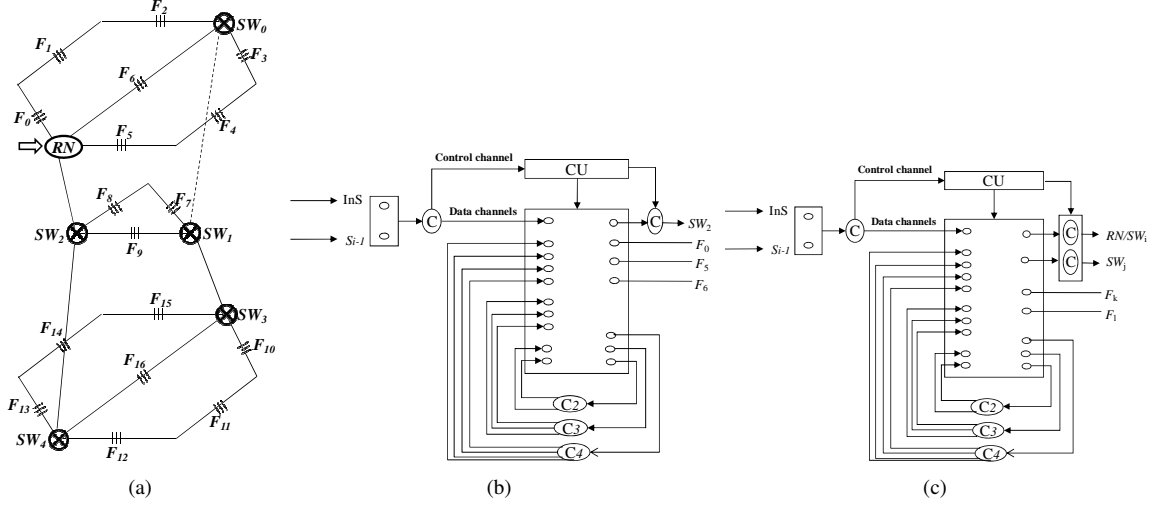 F2
SW0
F1
F3
F6
F0
F4
F5
RN
F8
F7
SW2
F9
SW1
F15
F14
SW3
F16
F10
F13
F11
SW4
F12
(a)
Control channel
CU
InS
C
Data channels
C
SW2
Si-1
F0
F5
F6
C2
C3
C4
(b)
Control channel
CU
InS
C
Data channels
C
RN/SWi
Si-1
C
SWj
Fk
Fl
C2
C3
C4
(c)